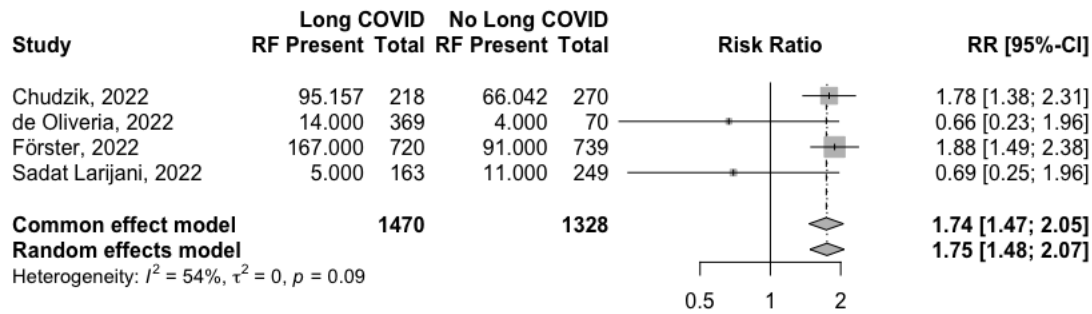 Long COVID No Long COVID
Study RF Present Total RF Present Total Risk Ratio RR [95%-CI]
Chudzik, 2022 95.157 218 66.042 270 1.78 [1.38; 2.31]
de Oliveria, 2022 14.000 369 4.000 70 0.66 [0.23; 1.96]
Förster, 2022 167.000 720 91.000 739 1.88 [1.49; 2.38]
Sadat Larijani, 2022 5.000 163 11.000 249 0.69 [0.25; 1.96]
Common effect model 1470 1328 1.74 [1.47; 2.05]
Random effects model 1.75 [1.48; 2.07]
Heterogeneity: I² = 54%, τ² = 0, p = 0.09
0.5 1 2